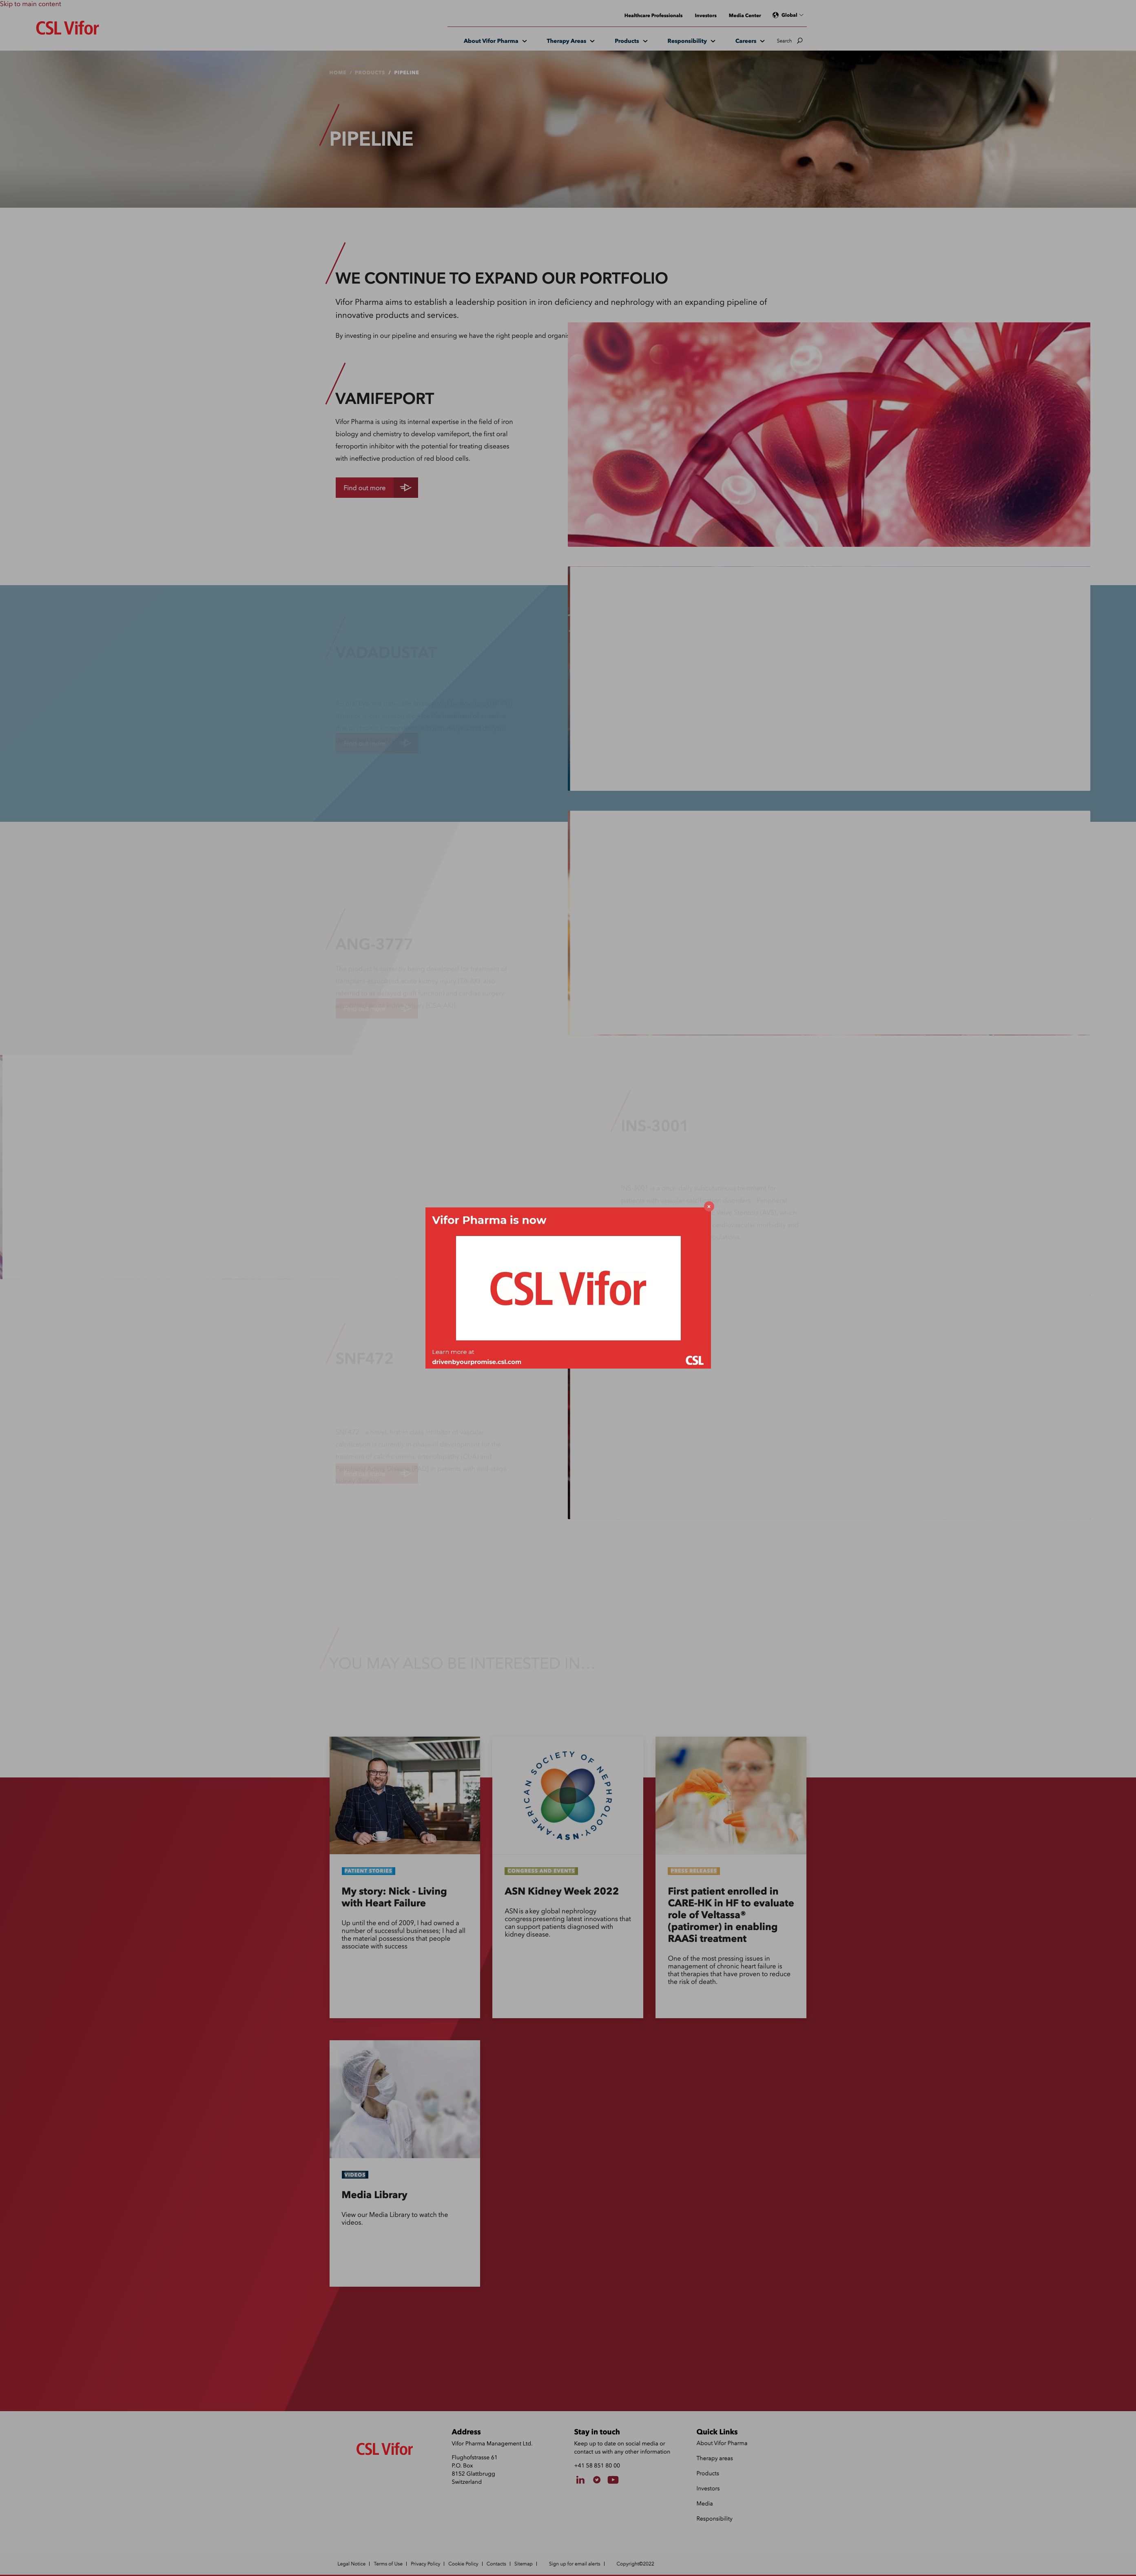 Skip to main content
CSL Vifor
Healthcare Professionals
Investors
Media Center
Global
About Vifor Pharma
Therapy Areas
Products
Responsibility
Careers
Search
HOME / PRODUCTS / PIPELINE
PIPELINE
WE CONTINUE TO EXPAND OUR PORTFOLIO
Vifor Pharma aims to establish a leadership position in iron deficiency and nephrology with an expanding pipeline of
innovative products and services.
By investing in our pipeline and ensuring we have the right people and
VAMIFEPORT
Vifor Pharma is using its internal expertise in the field of iron
biology and chemistry to develop vamifeport, the first oral
ferroportin inhibitor with the potential for treating diseases
with ineffective production of red blood cells.
Find out more
VADADUSTAT
ANG-3777
INS-3001
Vifor Pharma is now
CSL Vifor
Learn more at
drivenbyyourpromise.csl.com
CSL
SNF472
YOU MAY ALSO BE INTERESTED IN...
AMERICAN SOCIETY OF NEPHROLOGY
ASN
PATIENT STORIES
My story: Nick - Living
with Heart Failure
Up until the end of 2009, I had owned a
number of successful businesses; I had all
the material possessions that people
associate with success
CONGRESS AND EVENTS
ASN Kidney Week 2022
ASN is a key global nephrology
congress presenting latest innovations that
can support patients diagnosed with
kidney disease.
PRESS RELEASES
First patient enrolled in
CARE-HK in HF to evaluate
role of Veltassa®
(patiromer) in enabling
RAASi treatment
One of the most pressing issues in
management of chronic heart failure is
that therapies that have proven to reduce
the risk of death.
VIDEOS
Media Library
View our Media Library to watch the
videos.
CSL Vifor
Address
Vifor Pharma Management Ltd.
Flughofstrasse 61
P.O. Box
8152 Glattbrugg
Switzerland
Stay in touch
Keep up to date on social media or
contact us with any other information
+41 58 851 80 00
Quick Links
About Vifor Pharma
Therapy areas
Products
Investors
Media
Responsibility
Legal Notice | Terms of Use | Privacy Policy | Cookie Policy | Contacts | Sitemap | Sign up for email alerts | Copyright©2022